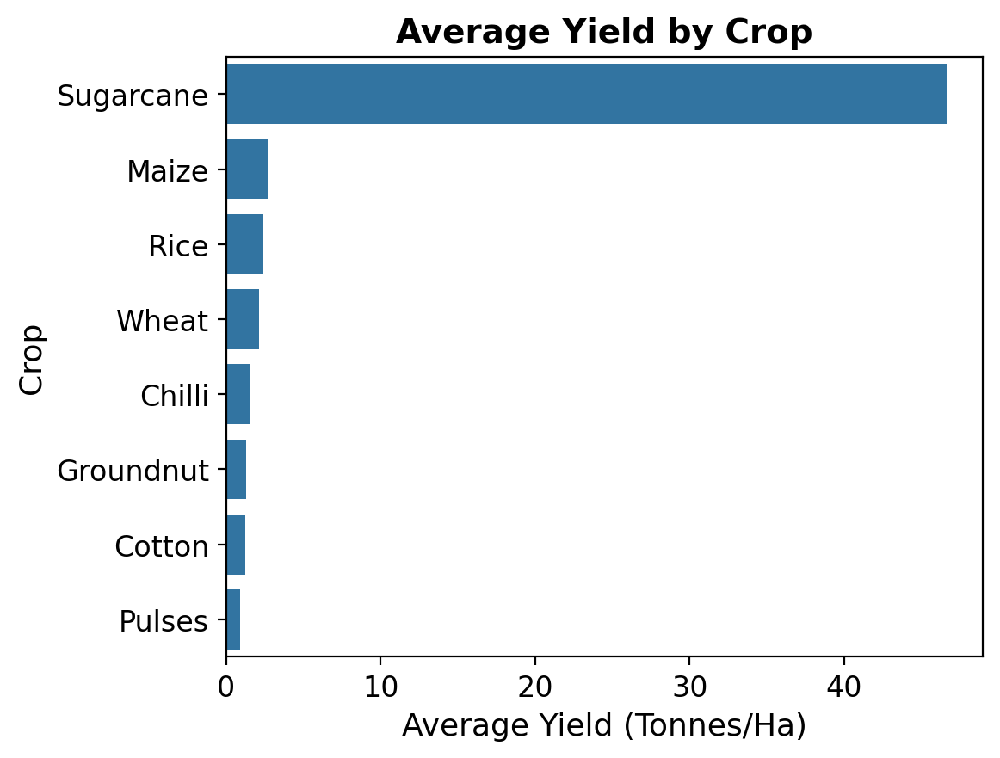 Average Yield by Crop
Sugarcane
Maize
Rice
Wheat
Chilli
Groundnut
Cotton
Pulses
Crop
0 10 20 30 40
Average Yield (Tonnes/Ha)